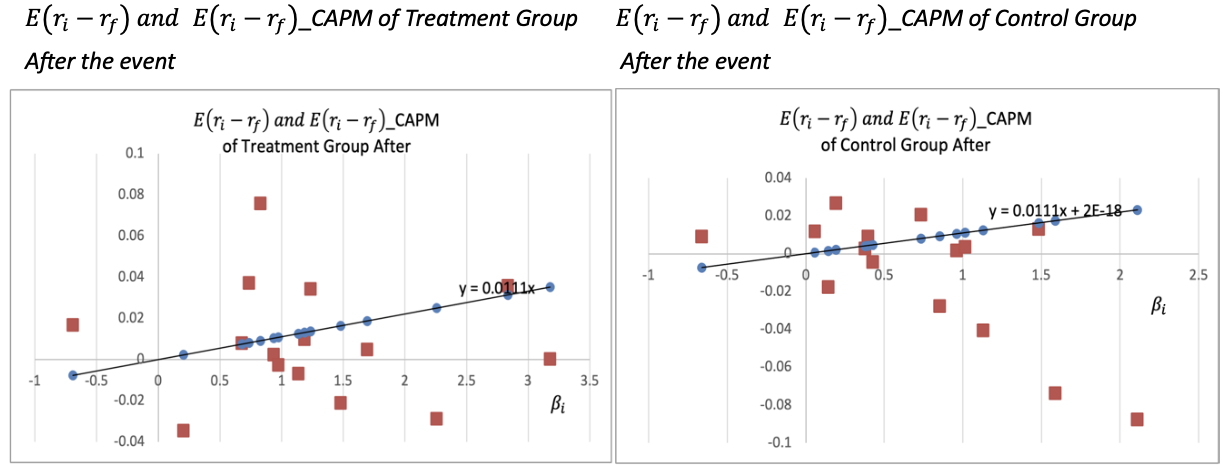 E(rᵢ − r_f) and E(rᵢ − r_f)_CAPM of Treatment Group
After the event
E(rᵢ − r_f) and E(rᵢ − r_f)_CAPM
of Treatment Group After
0.1
0.08
0.06
0.04
0.02
0
-0.02
-0.04
-1
-0.5
0
0.5
1
1.5
2
2.5
3
3.5
y = 0.0111x
βᵢ
E(rᵢ − r_f) and E(rᵢ − r_f)_CAPM of Control Group
After the event
E(rᵢ − r_f) and E(rᵢ − r_f)_CAPM
of Control Group After
0.04
0.02
0
-0.02
-0.04
-0.06
-0.08
-0.1
-1
-0.5
0
0.5
1
1.5
2
2.5
y = 0.0111x + 2E-18
βᵢ